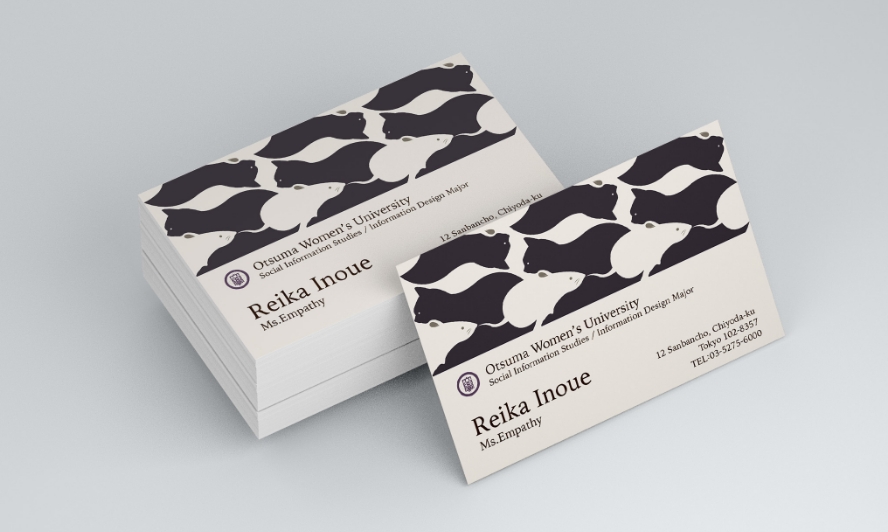 Otsuma Women's University
Social Information Studies / Information Design Major
12 Sanbancho, Chiyoda-ku
Reika Inoue
Ms.Empathy
Otsuma Women's University
Social Information Studies / Information Design Major
12 Sanbancho, Chiyoda-ku
Tokyo 102-8357
TEL:03-5275-6000
Reika Inoue
Ms.Empathy